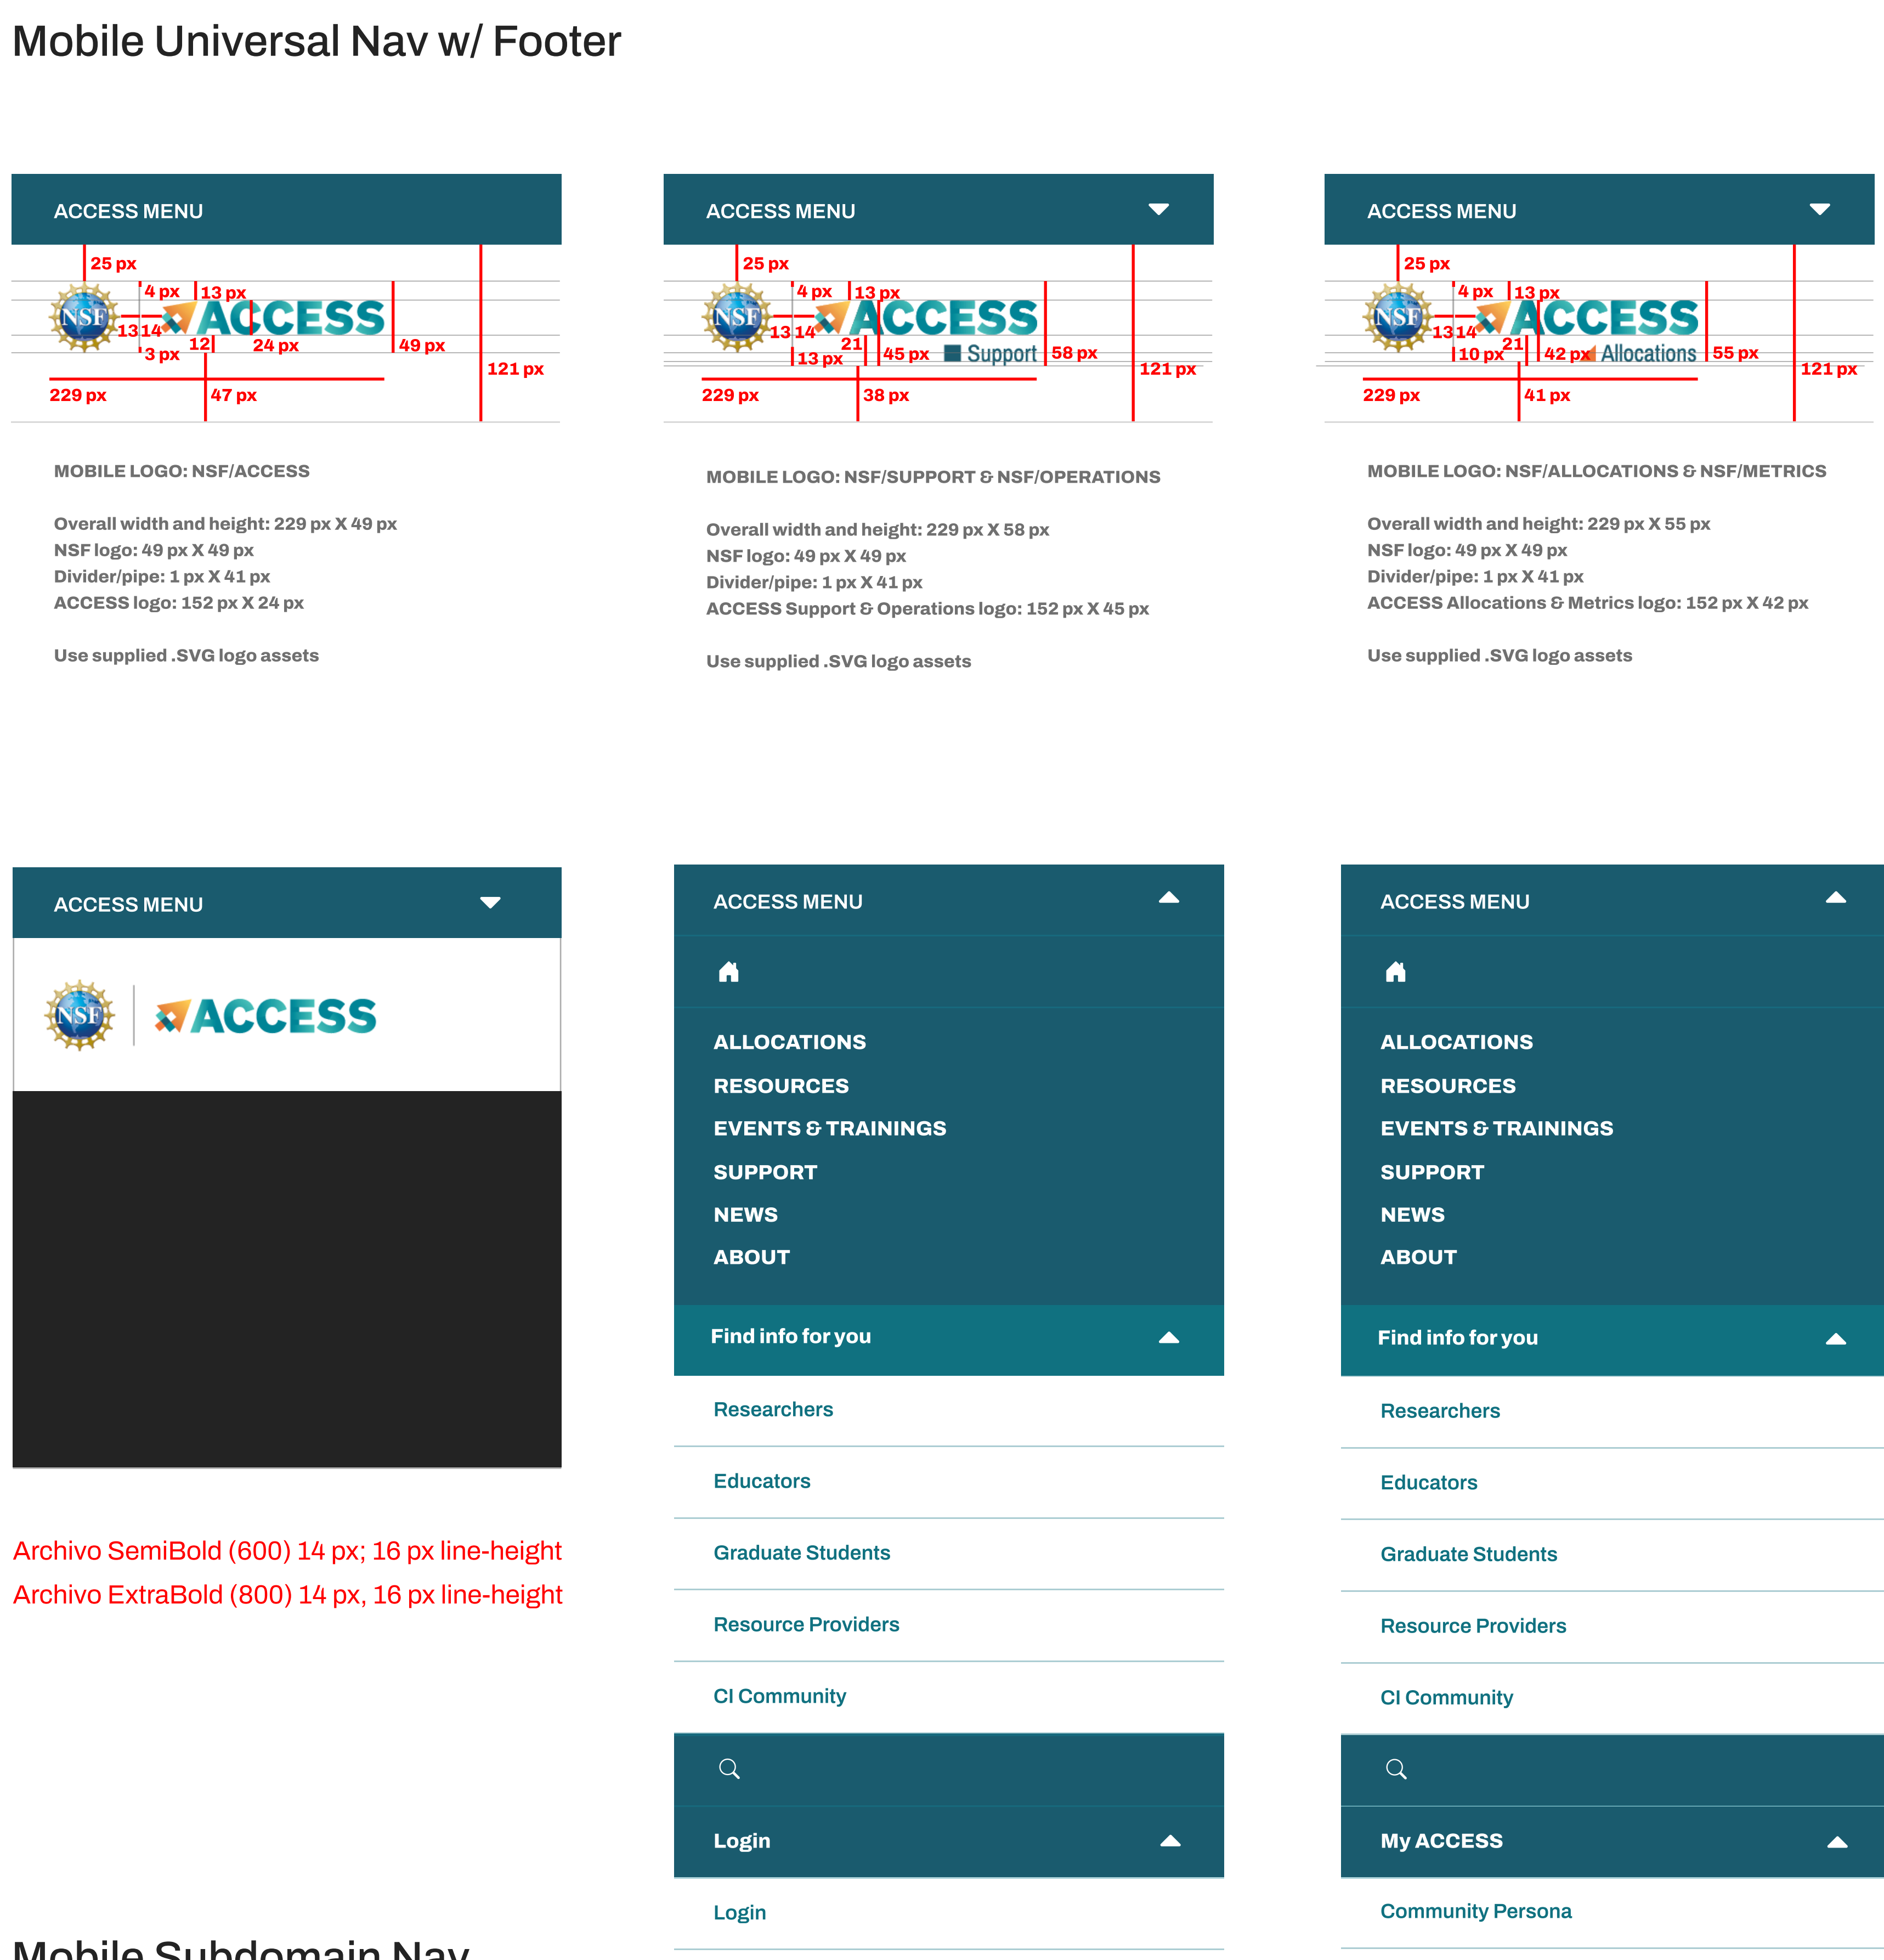 Mobile Universal Nav w/ Footer
ACCESS MENU
25 px
4 px
13 px
NSF
ACCESS
13
14
12
24 px
49 px
3 px
121 px
229 px
47 px
MOBILE LOGO: NSF/ACCESS
Overall width and height: 229 px X 49 px
NSF logo: 49 px X 49 px
Divider/pipe: 1 px X 41 px
ACCESS logo: 152 px X 24 px
Use supplied .SVG logo assets
ACCESS MENU
25 px
4 px
13 px
NSF
ACCESS
13
14
21
13 px
45 px
Support
58 px
121 px
229 px
38 px
MOBILE LOGO: NSF/SUPPORT & NSF/OPERATIONS
Overall width and height: 229 px X 58 px
NSF logo: 49 px X 49 px
Divider/pipe: 1 px X 41 px
ACCESS Support & Operations logo: 152 px X 45 px
Use supplied .SVG logo assets
ACCESS MENU
25 px
4 px
13 px
NSF
ACCESS
13
14
21
10 px
42 px
Allocations
55 px
121 px
229 px
41 px
MOBILE LOGO: NSF/ALLOCATIONS & NSF/METRICS
Overall width and height: 229 px X 55 px
NSF logo: 49 px X 49 px
Divider/pipe: 1 px X 41 px
ACCESS Allocations & Metrics logo: 152 px X 42 px
Use supplied .SVG logo assets
ACCESS MENU
NSF
ACCESS
Archivo SemiBold (600) 14 px; 16 px line-height
Archivo ExtraBold (800) 14 px, 16 px line-height
ACCESS MENU
ALLOCATIONS
RESOURCES
EVENTS & TRAININGS
SUPPORT
NEWS
ABOUT
Find info for you
Researchers
Educators
Graduate Students
Resource Providers
CI Community
Login
Login
ACCESS MENU
ALLOCATIONS
RESOURCES
EVENTS & TRAININGS
SUPPORT
NEWS
ABOUT
Find info for you
Researchers
Educators
Graduate Students
Resource Providers
CI Community
My ACCESS
Community Persona
Mobile Subdomain Nav